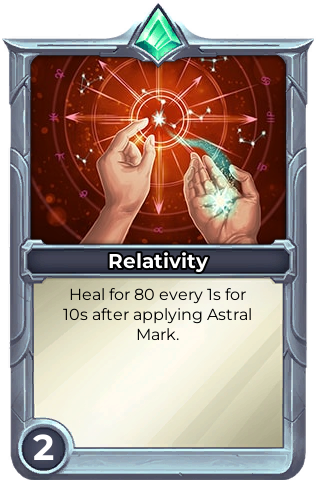 Relativity
Heal for 80 every 1s for
10s after applying Astral
Mark.
2